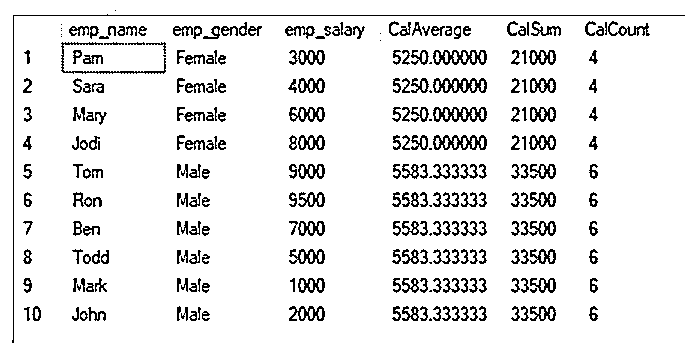 emp_name emp_gender emp_salary CalAverage CalSum CalCount
1 Pam Female 3000 5250.000000 21000 4
2 Sara Female 4000 5250.000000 21000 4
3 Mary Female 6000 5250.000000 21000 4
4 Jodi Female 8000 5250.000000 21000 4
5 Tom Male 9000 5583.333333 33500 6
6 Ron Male 9500 5583.333333 33500 6
7 Ben Male 7000 5583.333333 33500 6
8 Todd Male 5000 5583.333333 33500 6
9 Mark Male 1000 5583.333333 33500 6
10 John Male 2000 5583.333333 33500 6